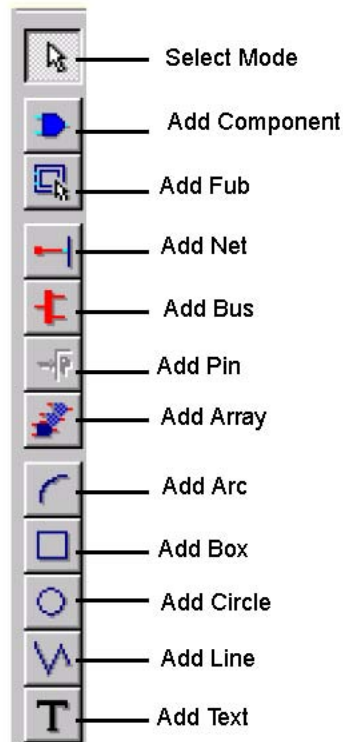 Select Mode
Add Component
Add Fub
Add Net
Add Bus
Add Pin
Add Array
Add Arc
Add Box
Add Circle
Add Line
T Add Text